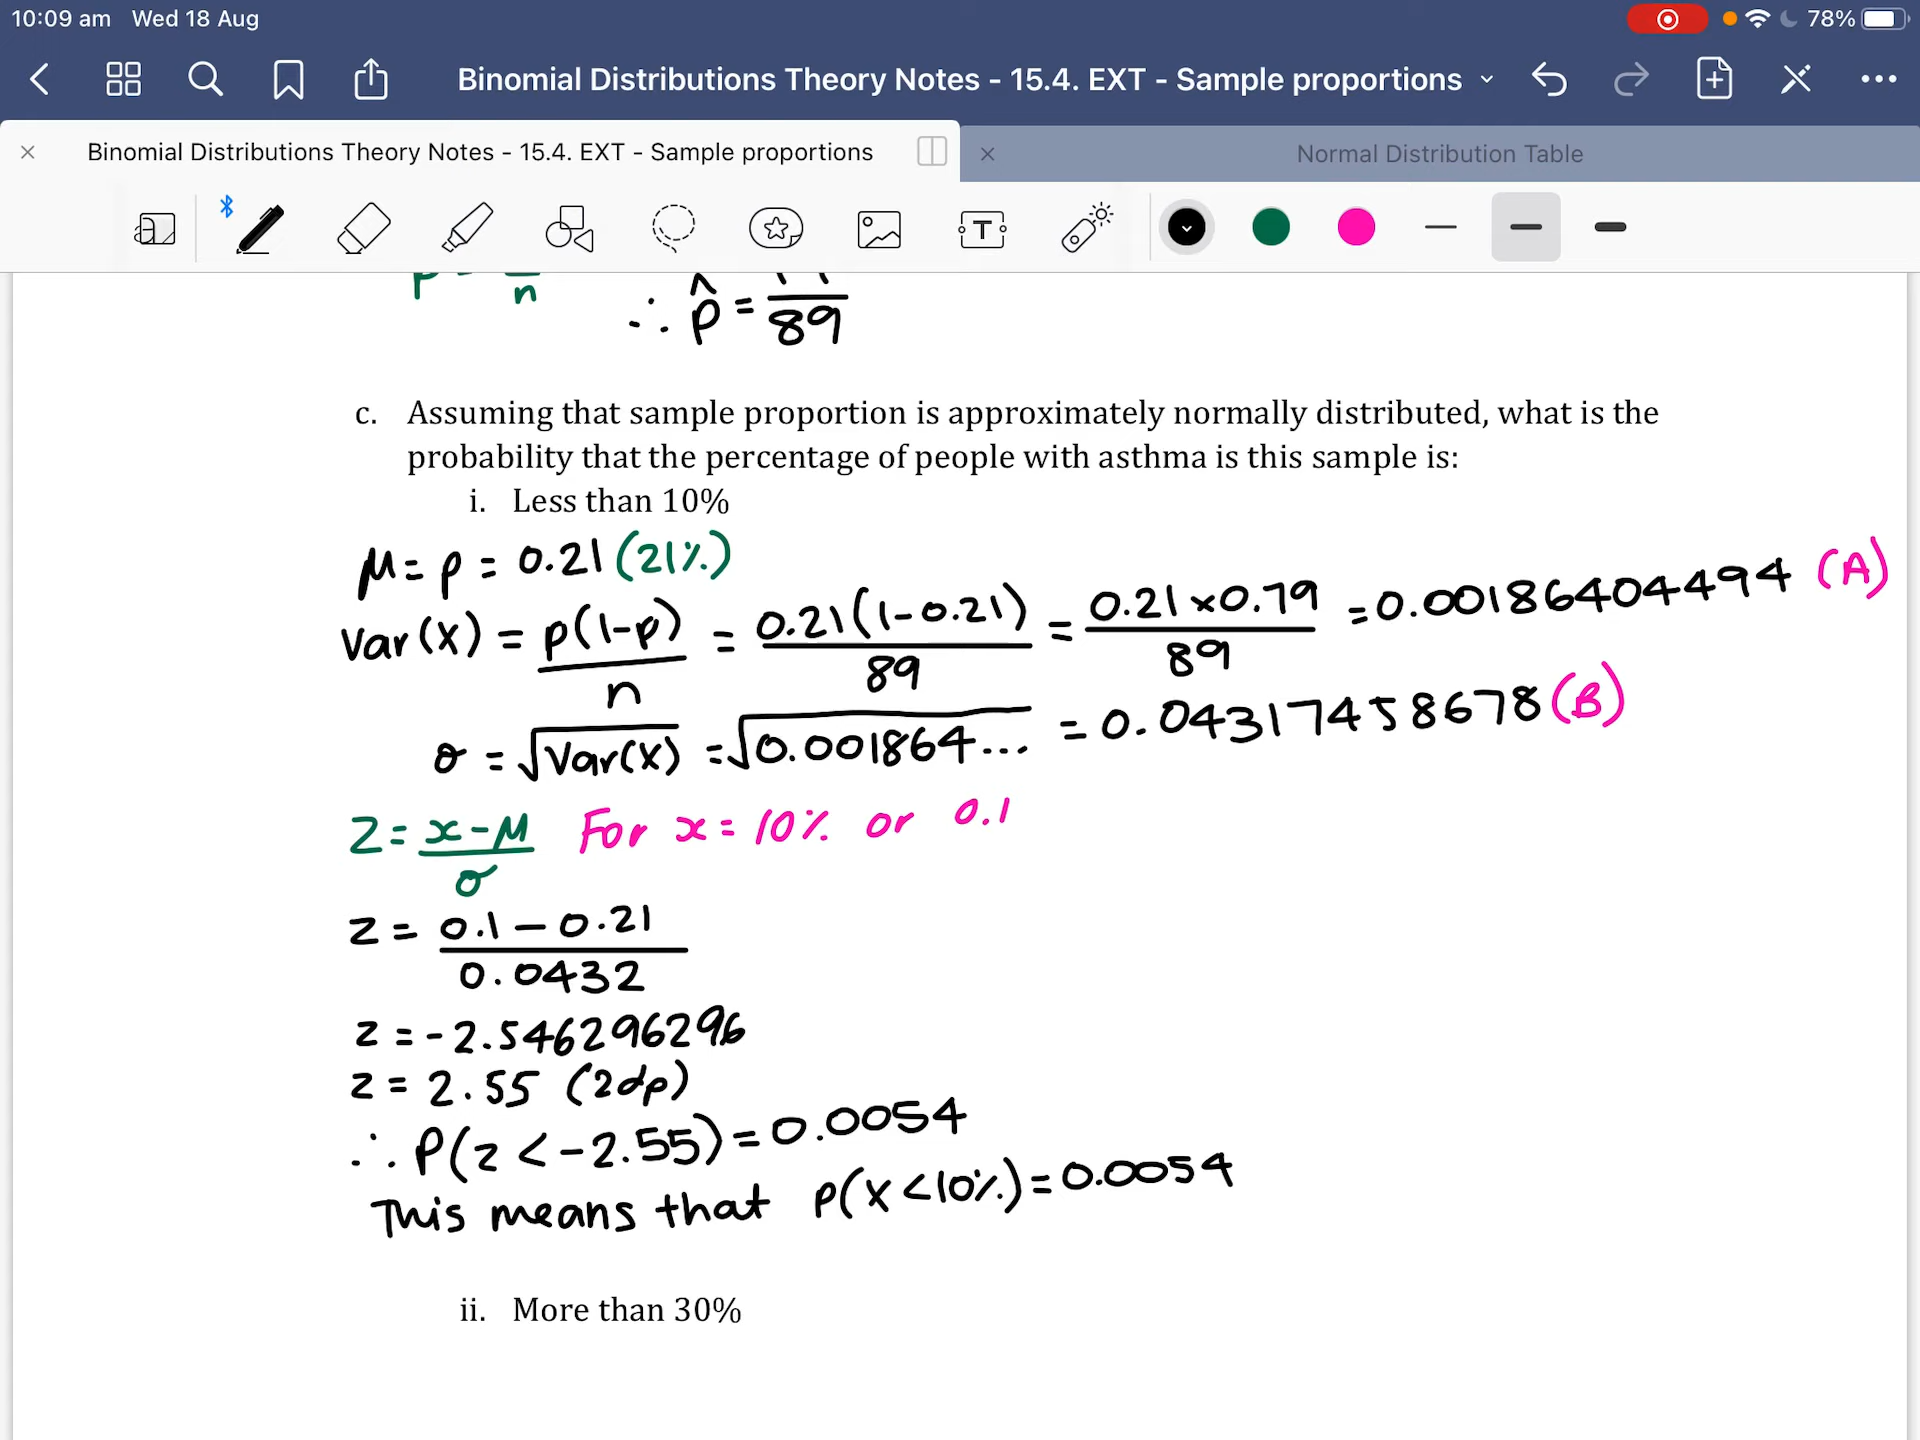 10:09 am Wed 18 Aug 78%
Binomial Distributions Theory Notes - 15.4. EXT - Sample proportions
Binomial Distributions Theory Notes - 15.4. EXT - Sample proportions
Normal Distribution Table
n
∴ p̂ = /89
c. Assuming that sample proportion is approximately normally distributed, what is the
probability that the percentage of people with asthma is this sample is:
i. Less than 10%
μ = p = 0.21 (21%)
Var(X) = p(1-p)/n = 0.21(1-0.21)/89 = 0.21×0.79/89 = 0.00186404494 (A)
σ = √Var(X) = √0.001864... = 0.04317458678 (B)
Z = x-μ/σ For x = 10% or 0.1
z = 0.1 - 0.21/0.0432
z = -2.546296296
z = 2.55 (2dp)
∴ P(z < -2.55) = 0.0054
This means that P(X < 10%) = 0.0054
ii. More than 30%